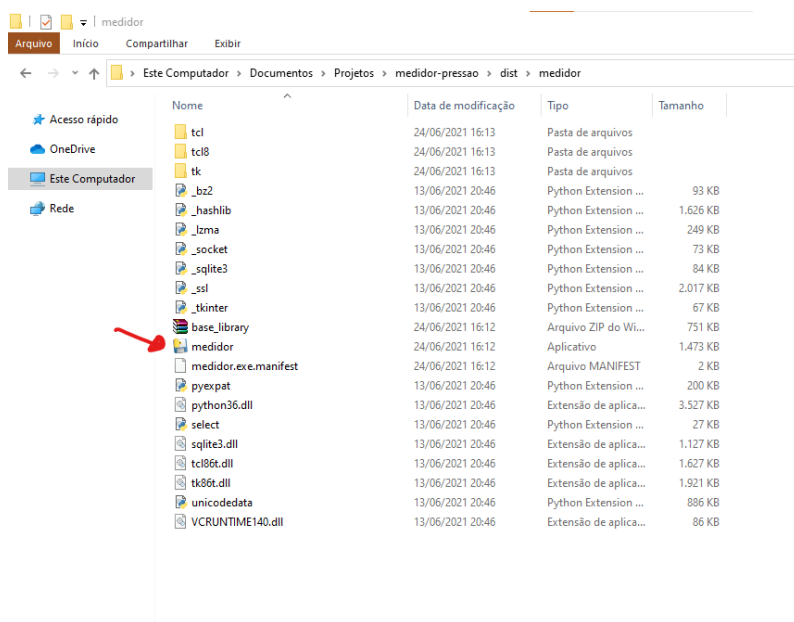 medidor
Arquivo Início Compartilhar Exibir
Este Computador Documentos Projetos medidor-pressao dist medidor
Nome Data de modificação Tipo Tamanho
Acesso rápido
OneDrive
Este Computador
Rede
tcl 24/06/2021 16:13 Pasta de arquivos
tcl8 24/06/2021 16:13 Pasta de arquivos
tk 24/06/2021 16:13 Pasta de arquivos
_bz2 13/06/2021 20:46 Python Extension ... 93 KB
_hashlib 13/06/2021 20:46 Python Extension ... 1.626 KB
_lzma 13/06/2021 20:46 Python Extension ... 249 KB
_socket 13/06/2021 20:46 Python Extension ... 73 KB
_sqlite3 13/06/2021 20:46 Python Extension ... 84 KB
_ssl 13/06/2021 20:46 Python Extension ... 2.017 KB
_tkinter 13/06/2021 20:46 Python Extension ... 67 KB
base_library 24/06/2021 16:12 Arquivo ZIP do Wi... 751 KB
medidor 24/06/2021 16:12 Aplicativo 1.473 KB
medidor.exe.manifest 24/06/2021 16:12 Arquivo MANIFEST 2 KB
pyexpat 13/06/2021 20:46 Python Extension ... 200 KB
python36.dll 13/06/2021 20:46 Extensão de aplica... 3.527 KB
select 13/06/2021 20:46 Python Extension ... 27 KB
sqlite3.dll 13/06/2021 20:46 Extensão de aplica... 1.127 KB
tcl86t.dll 13/06/2021 20:46 Extensão de aplica... 1.627 KB
tk86t.dll 13/06/2021 20:46 Extensão de aplica... 1.921 KB
unicodedata 13/06/2021 20:46 Python Extension ... 886 KB
VCRUNTIME140.dll 13/06/2021 20:46 Extensão de aplica... 86 KB